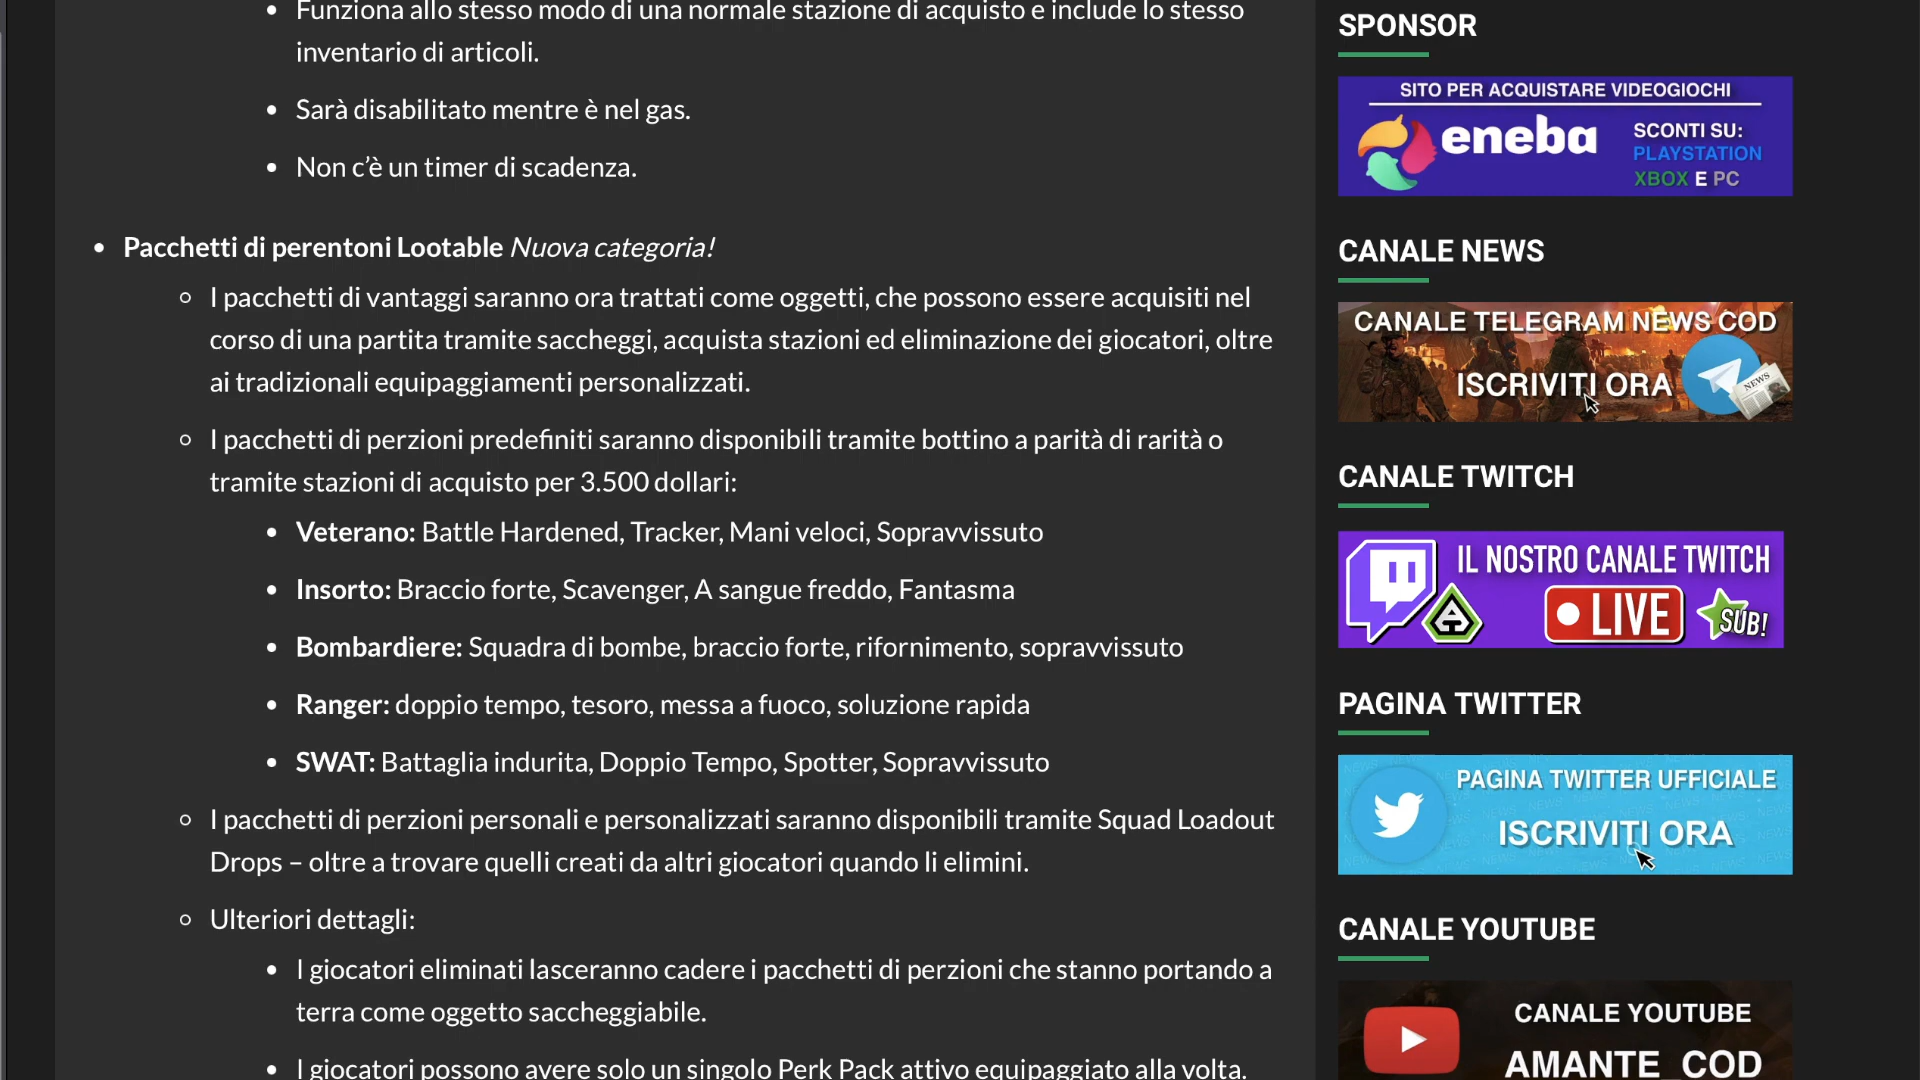 Funziona allo stesso modo di una normale stazione di acquisto e include lo stesso
inventario di articoli.
Sarà disabilitato mentre è nel gas.
Non c’è un timer di scadenza.
Pacchetti di perentoni Lootable Nuova categoria!
I pacchetti di vantaggi saranno ora trattati come oggetti, che possono essere acquisiti nel
corso di una partita tramite saccheggi, acquista stazioni ed eliminazione dei giocatori, oltre
ai tradizionali equipaggiamenti personalizzati.
I pacchetti di perzioni predefiniti saranno disponibili tramite bottino a parità di rarità o
tramite stazioni di acquisto per 3.500 dollari:
Veterano: Battle Hardened, Tracker, Mani veloci, Sopravvissuto
Insorto: Braccio forte, Scavenger, A sangue freddo, Fantasma
Bombardiere: Squadra di bombe, braccio forte, rifornimento, sopravvissuto
Ranger: doppio tempo, tesoro, messa a fuoco, soluzione rapida
SWAT: Battaglia indurita, Doppio Tempo, Spotter, Sopravvissuto
I pacchetti di perzioni personali e personalizzati saranno disponibili tramite Squad Loadout
Drops – oltre a trovare quelli creati da altri giocatori quando li elimini.
Ulteriori dettagli:
I giocatori eliminati lasceranno cadere i pacchetti di perzioni che stanno portando a
terra come oggetto saccheggiabile.
I giocatori possono avere solo un singolo Perk Pack attivo equipaggiato alla volta.
SPONSOR
SITO PER ACQUISTARE VIDEOGIOCHI
eneba
SCONTI SU:
PLAYSTATION
XBOX E PC
CANALE NEWS
CANALE TELEGRAM NEWS COD
ISCRIVITI ORA
NEWS
CANALE TWITCH
IL NOSTRO CANALE TWITCH
LIVE
SUB!
PAGINA TWITTER
PAGINA TWITTER UFFICIALE
ISCRIVITI ORA
CANALE YOUTUBE
CANALE YOUTUBE
AMANTE_COD